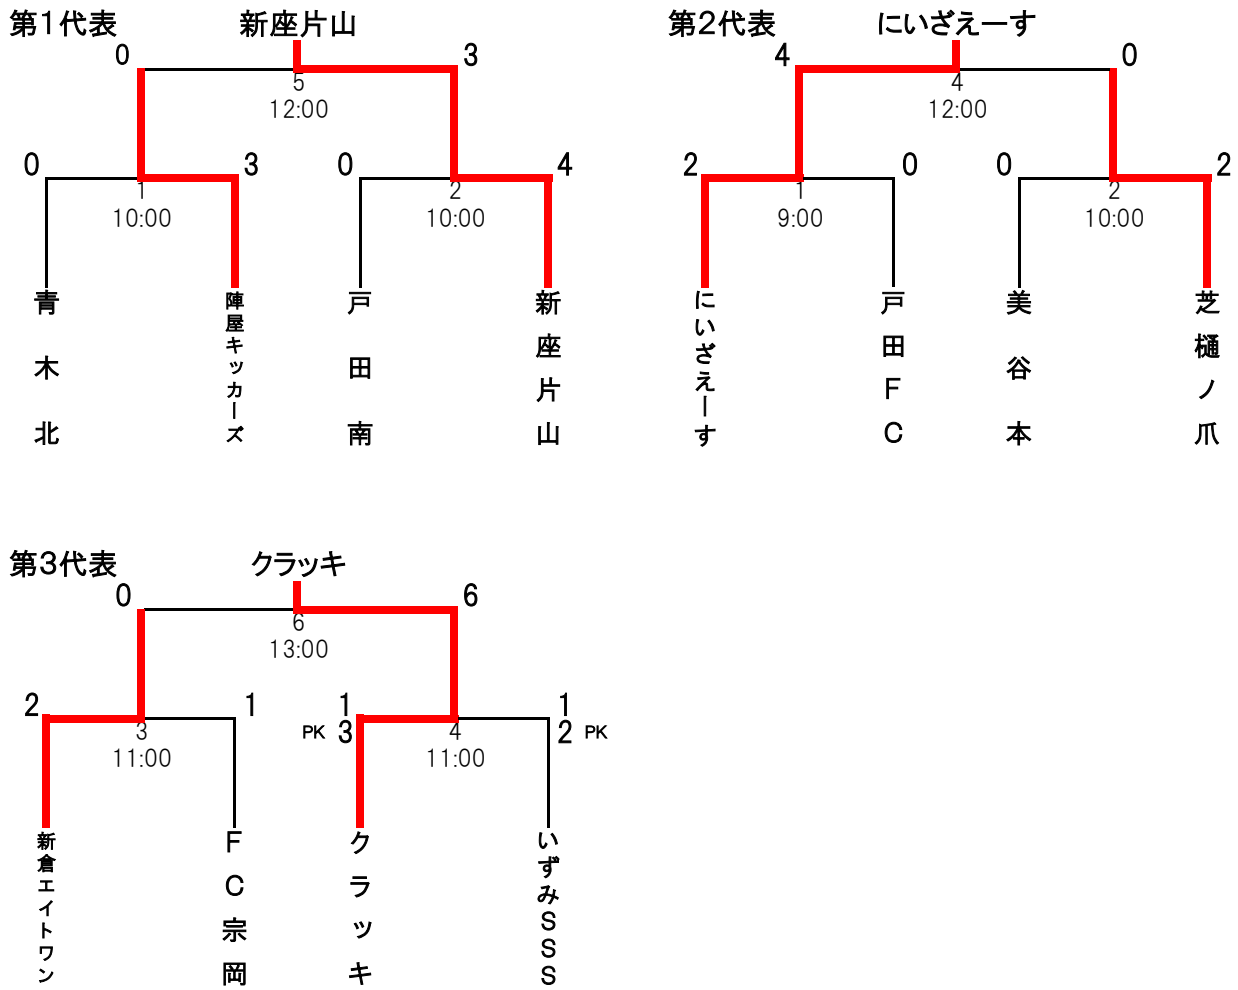 第1代表 新座片山
0 3
5
12:00
0 3 0 4
1 2
10:00 10:00
青木北
陣屋キッカーズ
戸田南
新座片山
第2代表 にいざえーす
4 0
4
12:00
2 0 0 2
1 2
9:00 10:00
にいざえーす
戸田FC
美谷本
芝樋ノ爪
第3代表 クラッキ
0 6
6
13:00
2 1 1 1
PK 3 2 PK
3 4
11:00 11:00
新倉エイトワン
FC宗岡
クラッキ
いずみSSS